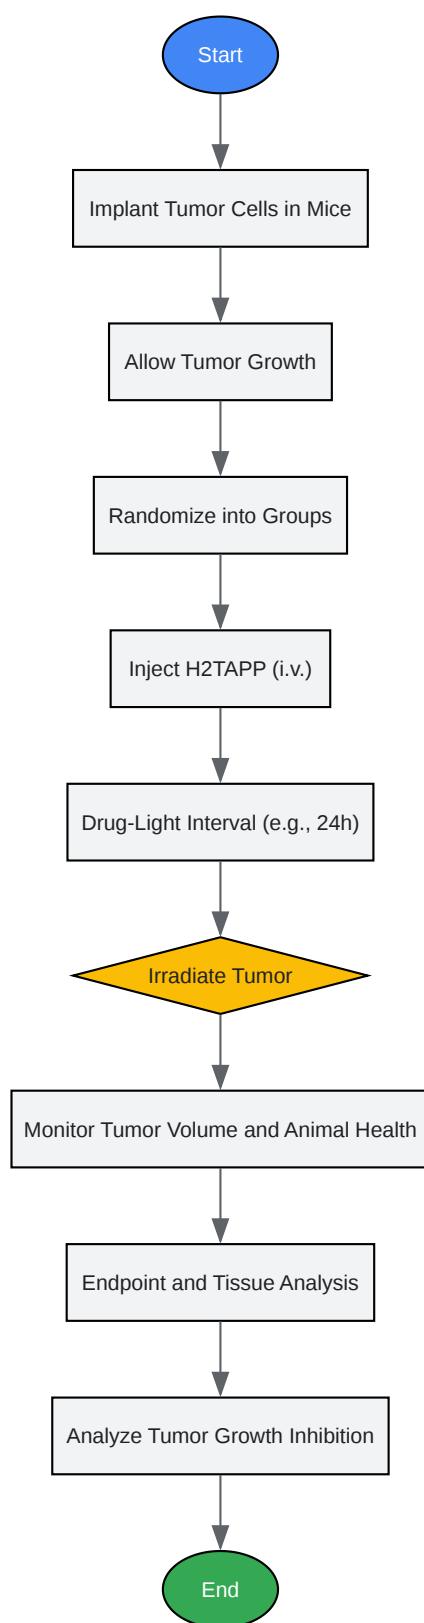 Start
Implant Tumor Cells in Mice
Allow Tumor Growth
Randomize into Groups
Inject H2TAPP (i.v.)
Drug-Light Interval (e.g., 24h)
Irradiate Tumor
Monitor Tumor Volume and Animal Health
Endpoint and Tissue Analysis
Analyze Tumor Growth Inhibition
End